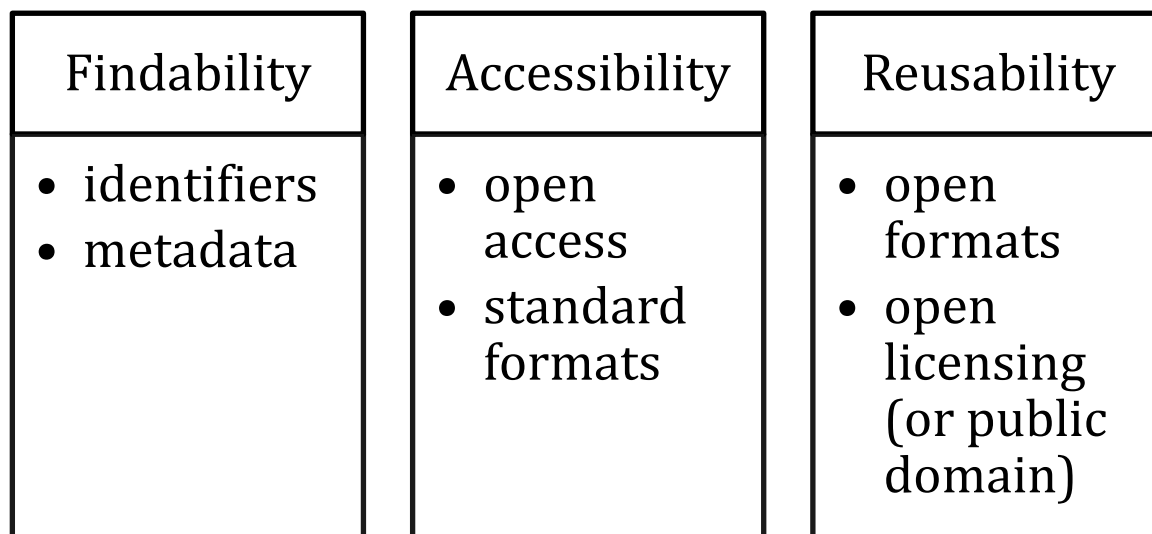 Findability
• identifiers
• metadata
Accessibility
• open
access
• standard
formats
Reusability
• open
formats
• open
licensing
(or public
domain)